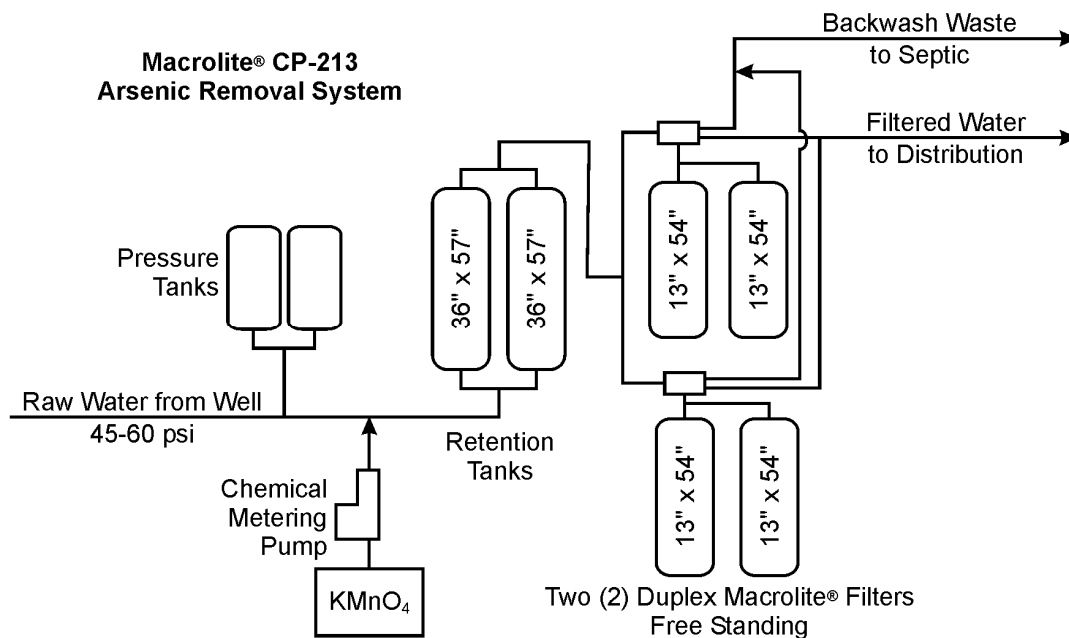 Macrolite® CP-213
Arsenic Removal System
Backwash Waste
to Septic
Filtered Water
to Distribution
Pressure
Tanks
36" x 57"
36" x 57"
13" x 54"
13" x 54"
Raw Water from Well
45-60 psi
Retention
Tanks
Chemical
Metering
Pump
KMnO₄
13" x 54"
13" x 54"
Two (2) Duplex Macrolite® Filters
Free Standing